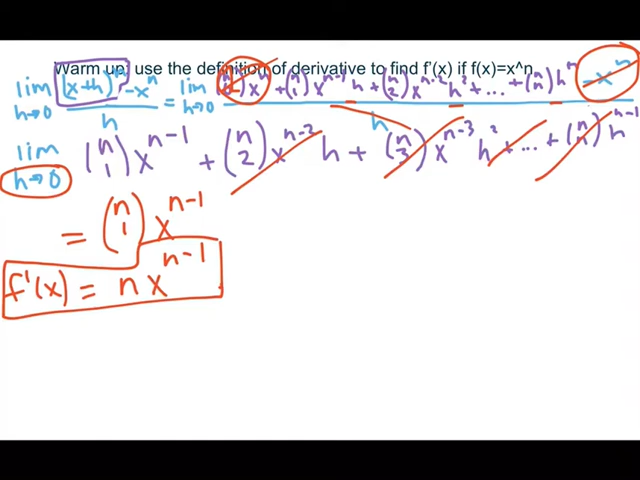 Warm up: use the definition of derivative to find f'(x) if f(x)=x^n
lim h→0 ((x+h)^n - x^n)/h = lim h→0 ((n 0)x^n + (n 1)x^(n-1)h + (n 2)x^(n-2)h^2 + ... + (n n)h^n - x^n)/h
lim h→0 (n 1)x^(n-1) + (n 2)x^(n-2)h + (n 3)x^(n-3)h^2 + ... + (n n)h^(n-1)
= (n 1)x^(n-1)
f'(x) = nx^(n-1)